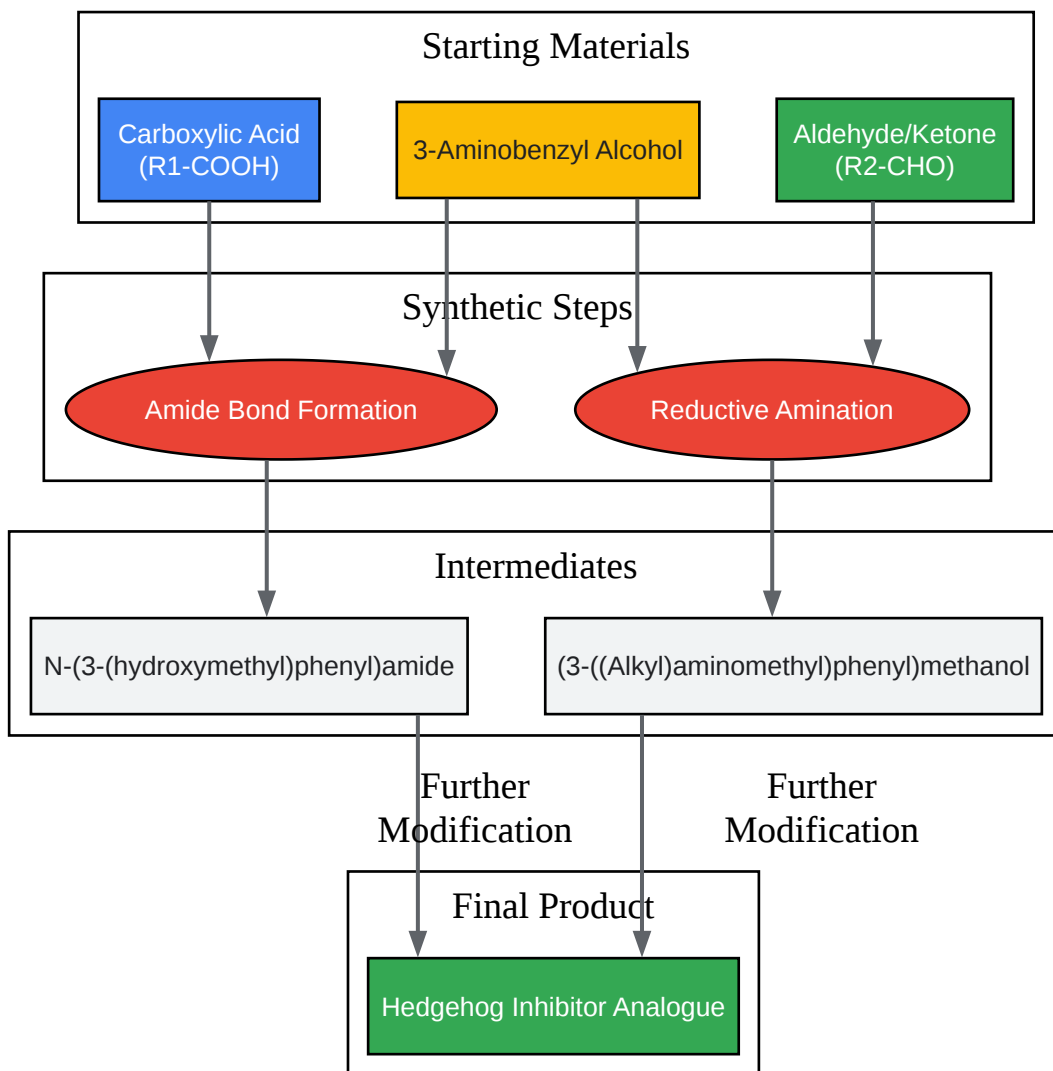 Starting Materials
Carboxylic Acid
(R1-COOH)
3-Aminobenzyl Alcohol
Aldehyde/Ketone
(R2-CHO)
Synthetic Steps
Amide Bond Formation
Reductive Amination
Intermediates
N-(3-(hydroxymethyl)phenyl)amide
(3-((Alkyl)aminomethyl)phenyl)methanol
Further
Modification
Further
Modification
Final Product
Hedgehog Inhibitor Analogue